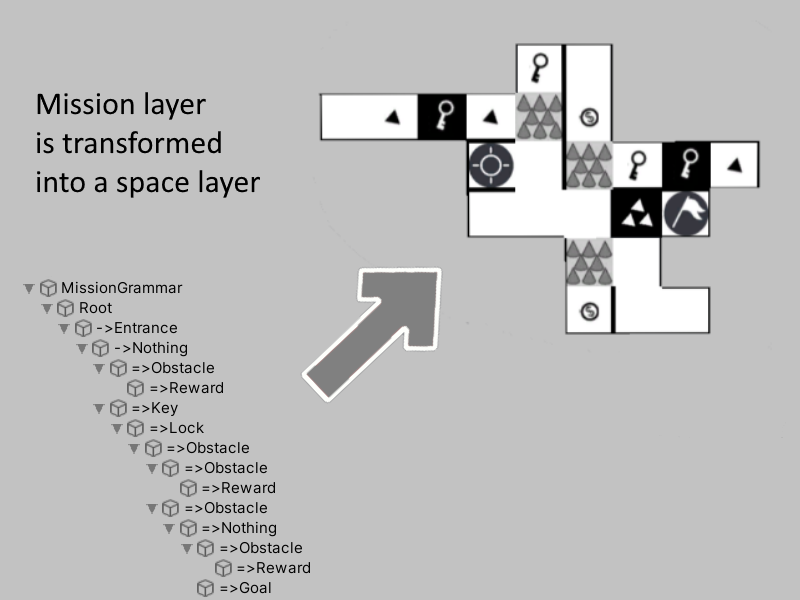 Mission layer
is transformed
into a space layer
MissionGrammar
Root
->Entrance
->Nothing
=>Obstacle
=>Reward
=>Key
=>Lock
=>Obstacle
=>Obstacle
=>Reward
=>Obstacle
=>Nothing
=>Obstacle
=>Reward
=>Goal